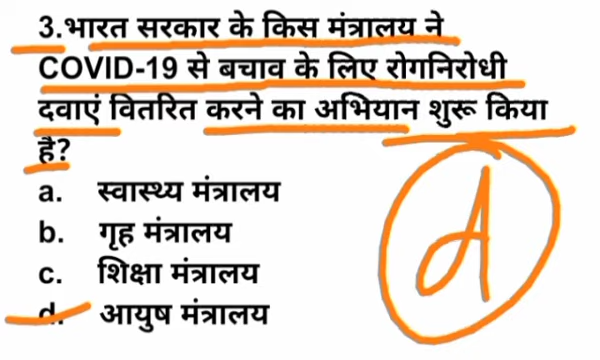 3.भारत सरकार के किस मंत्रालय ने
COVID-19 से बचाव के लिए रोगनिरोधी
दवाएं वितरित करने का अभियान शुरू किया
है?
a. स्वास्थ्य मंत्रालय
b. गृह मंत्रालय
c. शिक्षा मंत्रालय
d. आयुष मंत्रालय
A